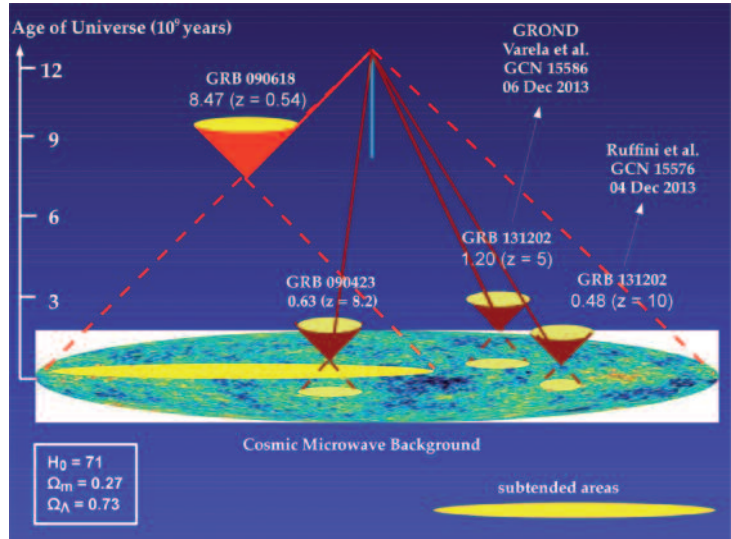 Age of Universe (10⁹ years)
12
9
6
3
GRB 090618
8.47 (z = 0.54)
GROND
Varela et al.
GCN 15586
06 Dec 2013
Ruffini et al.
GCN 15576
04 Dec 2013
GRB 131202
1.20 (z = 5)
GRB 090423
0.63 (z = 8.2)
GRB 131202
0.48 (z = 10)
Cosmic Microwave Background
H₀ = 71
Ωm = 0.27
ΩΛ = 0.73
subtended areas